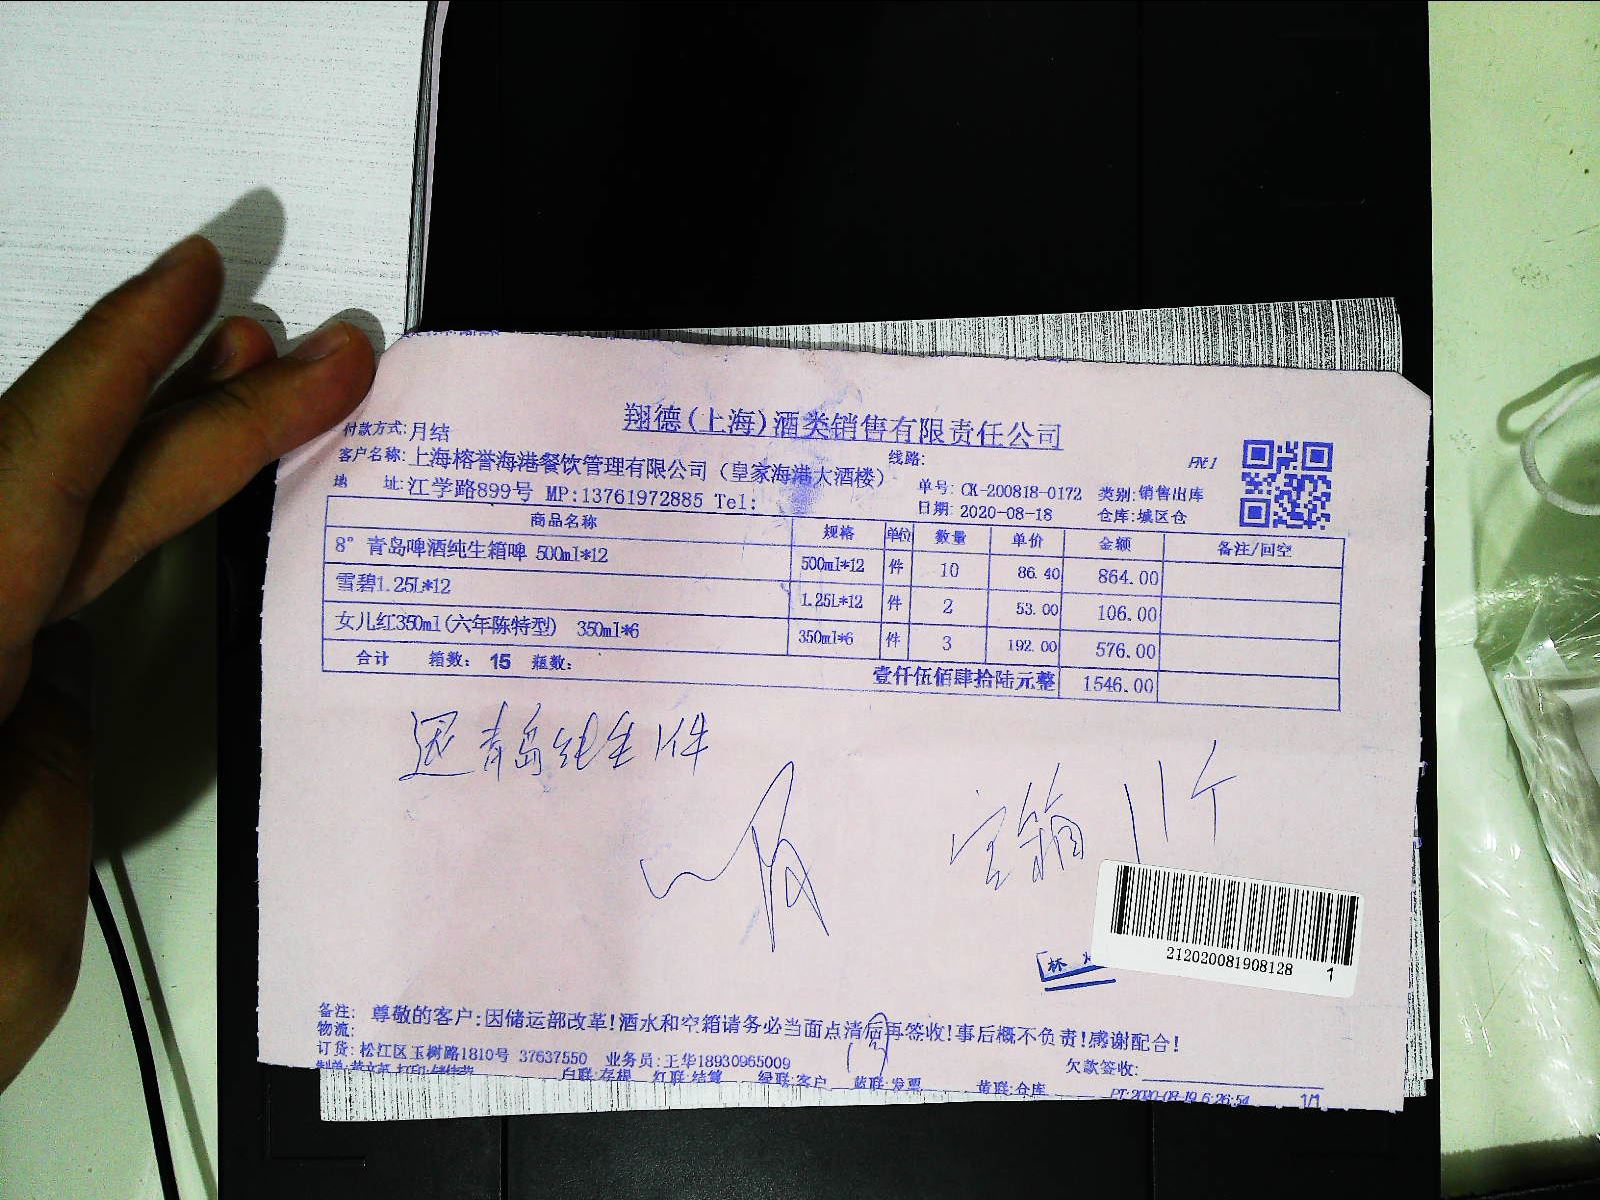 翔德(上海)酒类销售有限责任公司
付款方式:月结
客户名称:上海榕誉海港餐饮管理有限公司（皇家海港大酒楼）
线路:
地 址:江学路899号 MP:13761972885 Tel:
单号: CK-200818-0172 类别:销售出库
日期: 2020-08-18 仓库:城区仓
商品名称 规格 单位 数量 单价 金额 备注/回空
8°青岛啤酒纯生箱啤 500ml*12 500ml*12 件 10 86.40 864.00
雪碧1.25L*12 1.25L*12 件 2 53.00 106.00
女儿红350ml(六年陈特型) 350ml*6 350ml*6 件 3 192.00 576.00
合计 箱数: 15 瓶数: 壹仟伍佰肆拾陆元整 1546.00
退青岛纯生1件
空箱11个
212020081908128 1
林
备注: 尊敬的客户:因储运部改革!酒水和空箱请务必当面点清后再签收!事后概不负责!感谢配合!
物流:
订货: 松江区玉树路1810号 37637550 业务员:王华18930965009
欠款签收:
白联:存根 红联:结算 绿联:客户 蓝联:发票 黄联:仓库 PT:2020-08-19 6:26:54 1/1